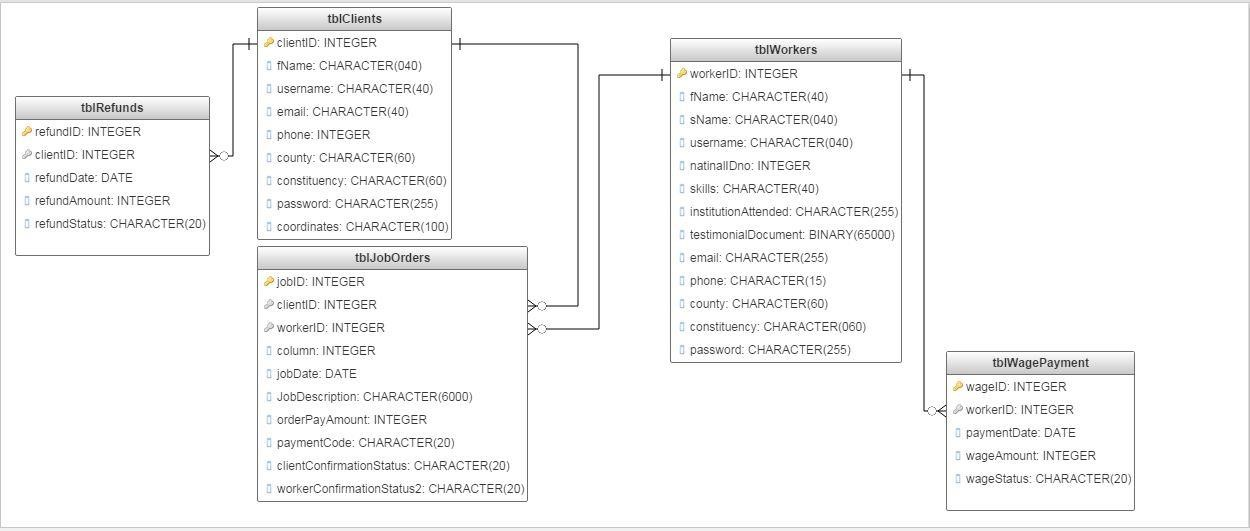 tblClients
clientID: INTEGER
fName: CHARACTER(040)
username: CHARACTER(40)
email: CHARACTER(40)
phone: INTEGER
county: CHARACTER(60)
constituency: CHARACTER(60)
password: CHARACTER(255)
coordinates: CHARACTER(100)
tblRefunds
refundID: INTEGER
clientID: INTEGER
refundDate: DATE
refundAmount: INTEGER
refundStatus: CHARACTER(20)
tblJobOrders
jobID: INTEGER
clientID: INTEGER
workerID: INTEGER
column: INTEGER
jobDate: DATE
JobDescription: CHARACTER(6000)
orderPayAmount: INTEGER
paymentCode: CHARACTER(20)
clientConfirmationStatus: CHARACTER(20)
workerConfirmationStatus2: CHARACTER(20)
tblWorkers
workerID: INTEGER
fName: CHARACTER(40)
sName: CHARACTER(040)
username: CHARACTER(040)
natinalIDno: INTEGER
skills: CHARACTER(40)
institutionAttended: CHARACTER(255)
testimonialDocument: BINARY(65000)
email: CHARACTER(255)
phone: CHARACTER(15)
county: CHARACTER(60)
constituency: CHARACTER(060)
password: CHARACTER(255)
tblWagePayment
wageID: INTEGER
workerID: INTEGER
paymentDate: DATE
wageAmount: INTEGER
wageStatus: CHARACTER(20)